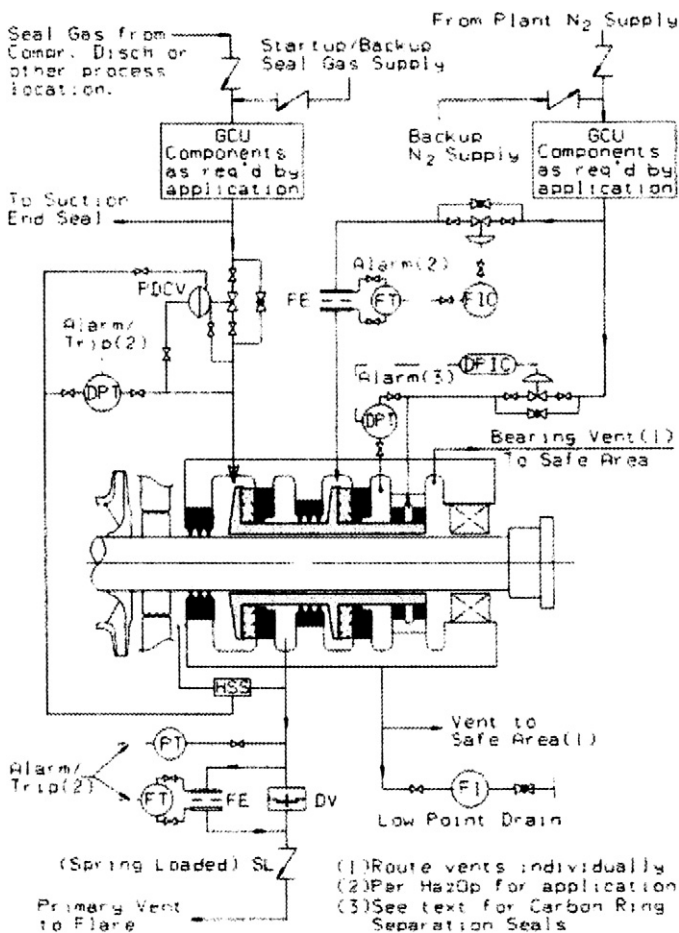 Seal Gas from
Compr. Disch or
other process
location.
Startup/Backup
Seal Gas Supply
From Plant N2 Supply
GCU
Components
as req'd by
application
Backup
N2 Supply
GCU
Components
as req'd by
application
To Suction
End Seal
PDCV
Alarm/
Trip(2)
DPT
Alarm(2)
FE
FT
FIC
Alarm(3)
DPIC
DPT
Bearing Vent(1)
To Safe Area
HSS
PT
Alarm/
Trip(2)
FT
FE
DV
Vent to
Safe Area(1)
FI
Low Point Drain
(Spring Loaded) SL
Primary Vent
to Flare
(1)Route vents individually
(2)Per HazOp for application
(3)See text for Carbon Ring
Separation Seals